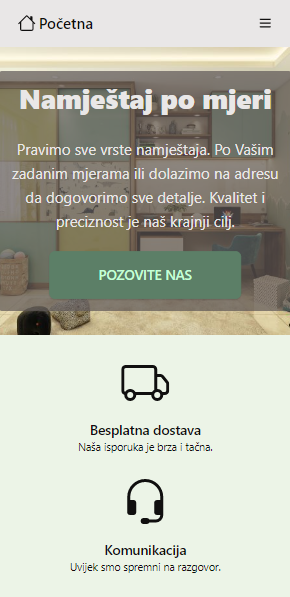 Početna
Namještaj po mjeri
Pravimo sve vrste namještaja. Po Vašim
zadanim mjerama ili dolazimo na adresu
da dogovorimo sve detalje. Kvalitet i
preciznost je naš krajnji cilj.
POZOVITE NAS
Besplatna dostava
Naša isporuka je brza i tačna.
Komunikacija
Uvijek smo spremni na razgovor.